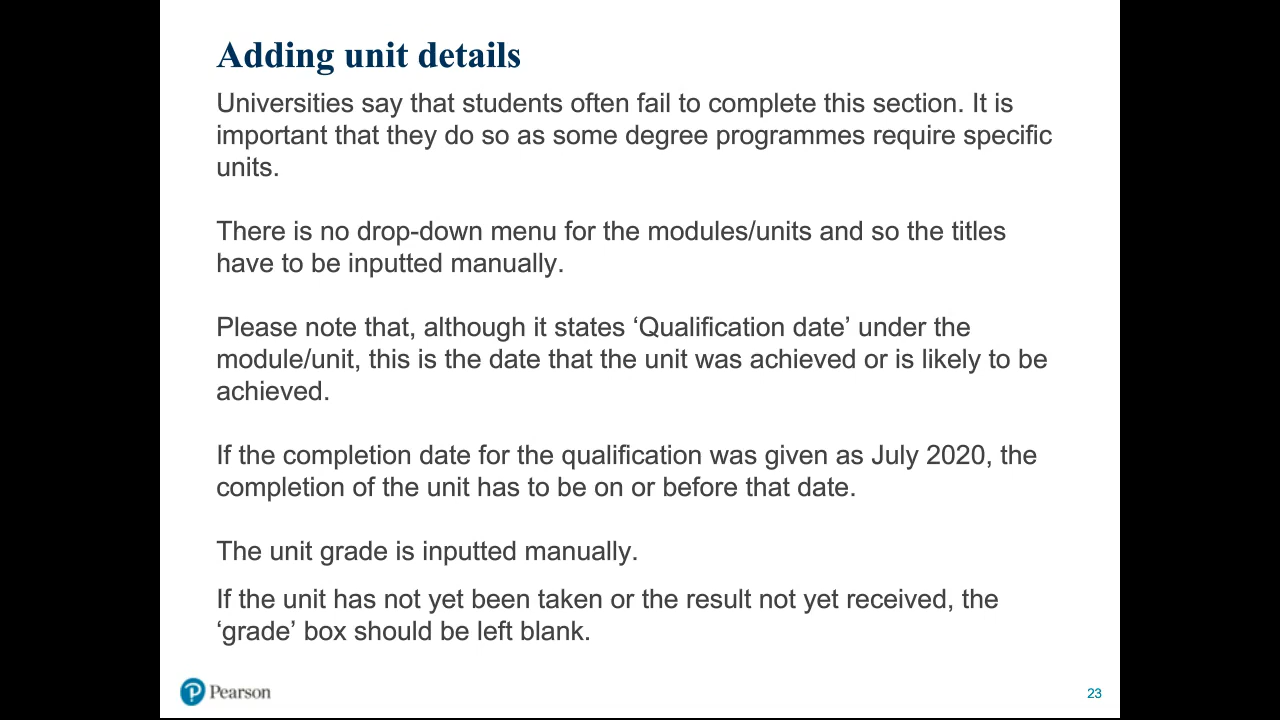 Adding unit details
Universities say that students often fail to complete this section. It is
important that they do so as some degree programmes require specific
units.
There is no drop-down menu for the modules/units and so the titles
have to be inputted manually.
Please note that, although it states ‘Qualification date’ under the
module/unit, this is the date that the unit was achieved or is likely to be
achieved.
If the completion date for the qualification was given as July 2020, the
completion of the unit has to be on or before that date.
The unit grade is inputted manually.
If the unit has not yet been taken or the result not yet received, the
‘grade’ box should be left blank.
Pearson
23